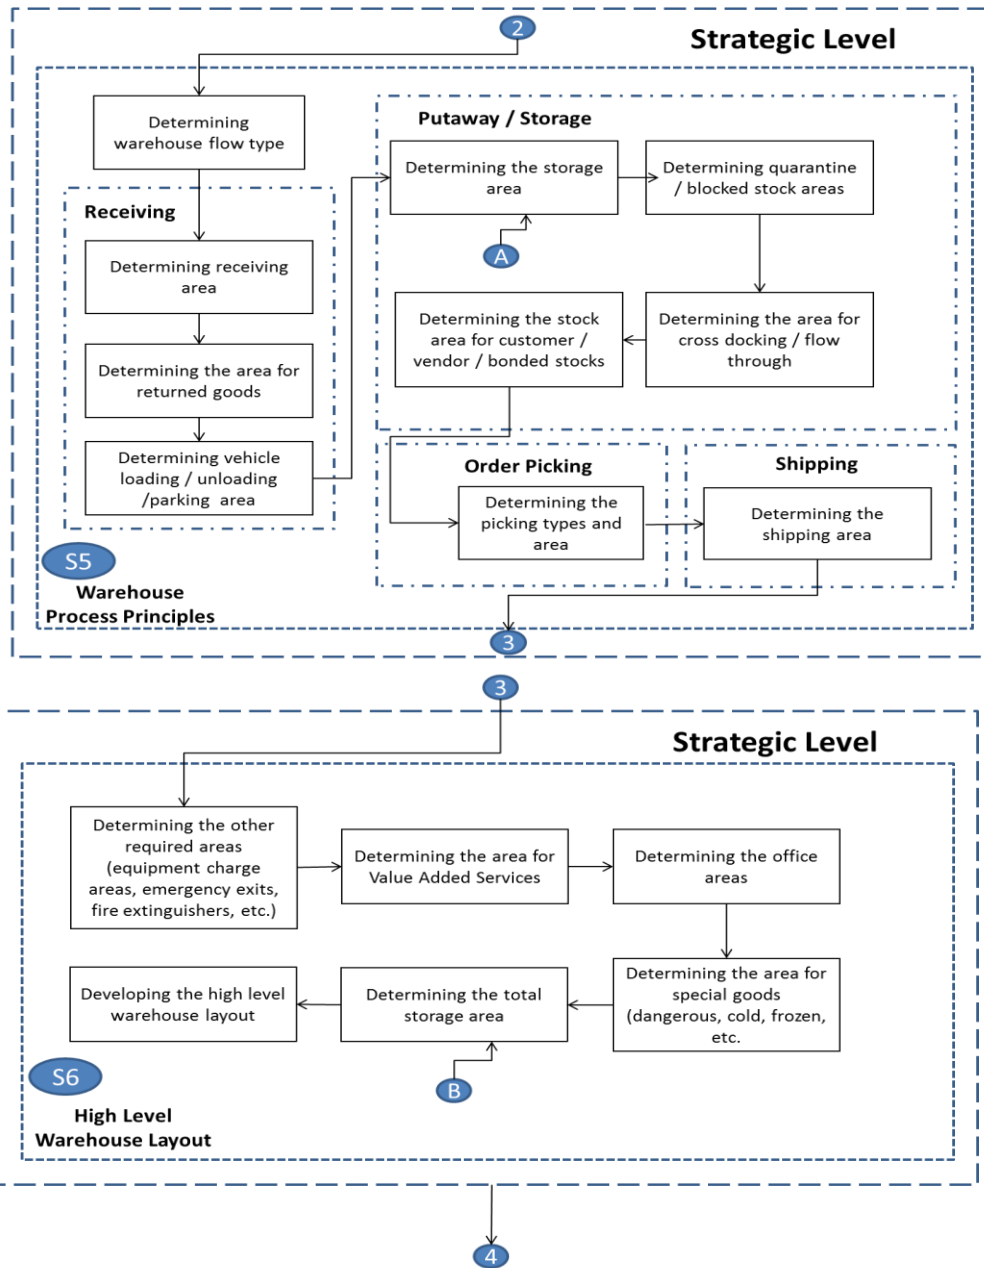 2
Strategic Level
Determining
warehouse flow type
Receiving
Determining receiving
area
Determining the area for
returned goods
Determining vehicle
loading / unloading
/parking area
Putaway / Storage
Determining the storage
area
Determining quarantine
/ blocked stock areas
A
Determining the stock
area for customer /
vendor / bonded stocks
Determining the area for
cross docking / flow
through
Order Picking
Determining the
picking types and
area
Shipping
Determining the
shipping area
S5
Warehouse
Process Principles
3
3
Strategic Level
Determining the other
required areas
(equipment charge
areas, emergency exits,
fire extinguishers, etc.)
Determining the area for
Value Added Services
Determining the office
areas
Developing the high level
warehouse layout
Determining the total
storage area
Determining the area for
special goods
(dangerous, cold, frozen,
etc.
B
S6
High Level
Warehouse Layout
4